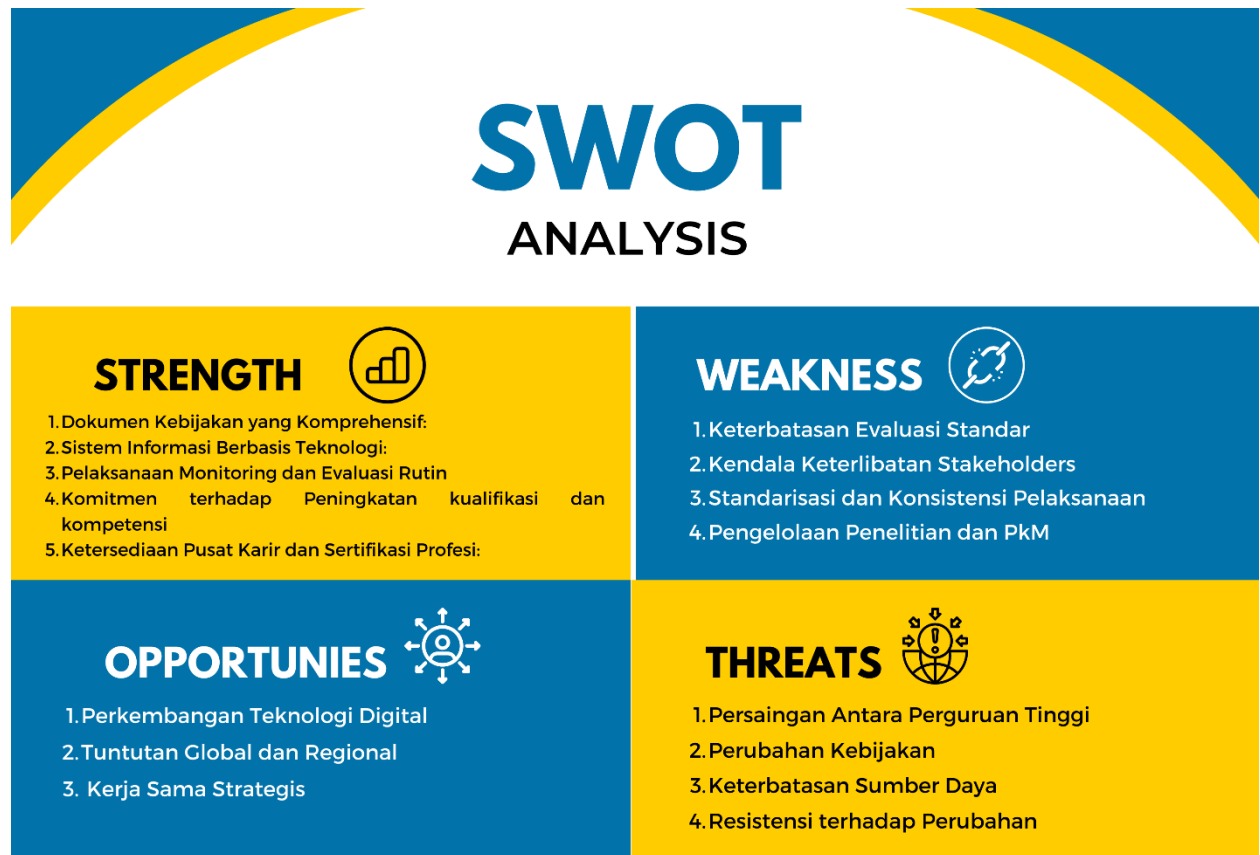 SWOT
ANALYSIS
STRENGTH
1. Dokumen Kebijakan yang Komprehensif:
2. Sistem Informasi Berbasis Teknologi:
3. Pelaksanaan Monitoring dan Evaluasi Rutin
4. Komitmen terhadap Peningkatan kualifikasi dan
kompetensi
5. Ketersediaan Pusat Karir dan Sertifikasi Profesi:
WEAKNESS
1. Keterbatasan Evaluasi Standar
2. Kendala Keterlibatan Stakeholders
3. Standarisasi dan Konsistensi Pelaksanaan
4. Pengelolaan Penelitian dan PkM
OPPORTUNIES
1. Perkembangan Teknologi Digital
2. Tuntutan Global dan Regional
3. Kerja Sama Strategis
THREATS
1. Persaingan Antara Perguruan Tinggi
2. Perubahan Kebijakan
3. Keterbatasan Sumber Daya
4. Resistensi terhadap Perubahan